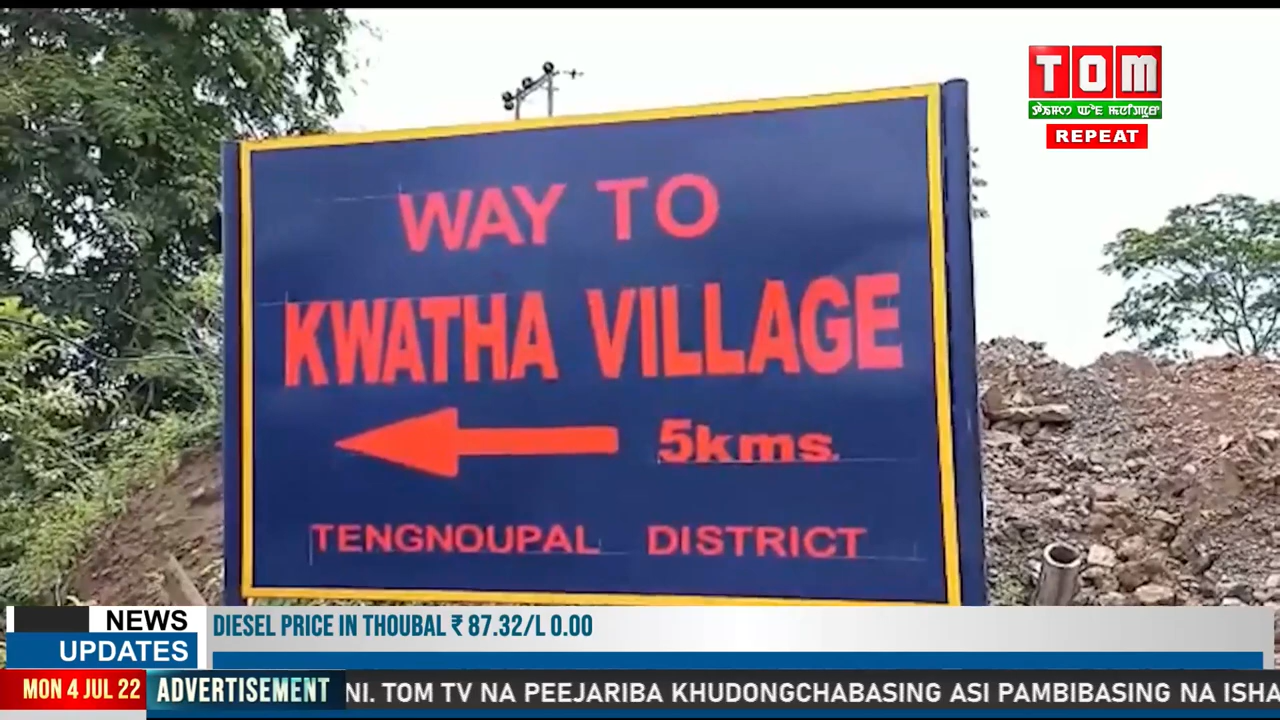 TOM
REPEAT
WAY TO
KWATHA VILLAGE
5kms.
TENGNOUPAL DISTRICT
NEWS
UPDATES
DIESEL PRICE IN THOUBAL ₹ 87.32/L 0.00
MON 4 JUL 22
ADVERTISEMENT
NI. TOM TV NA PEEJARIBA KHUDONGCHABASING ASI PAMBIBASING NA ISHA